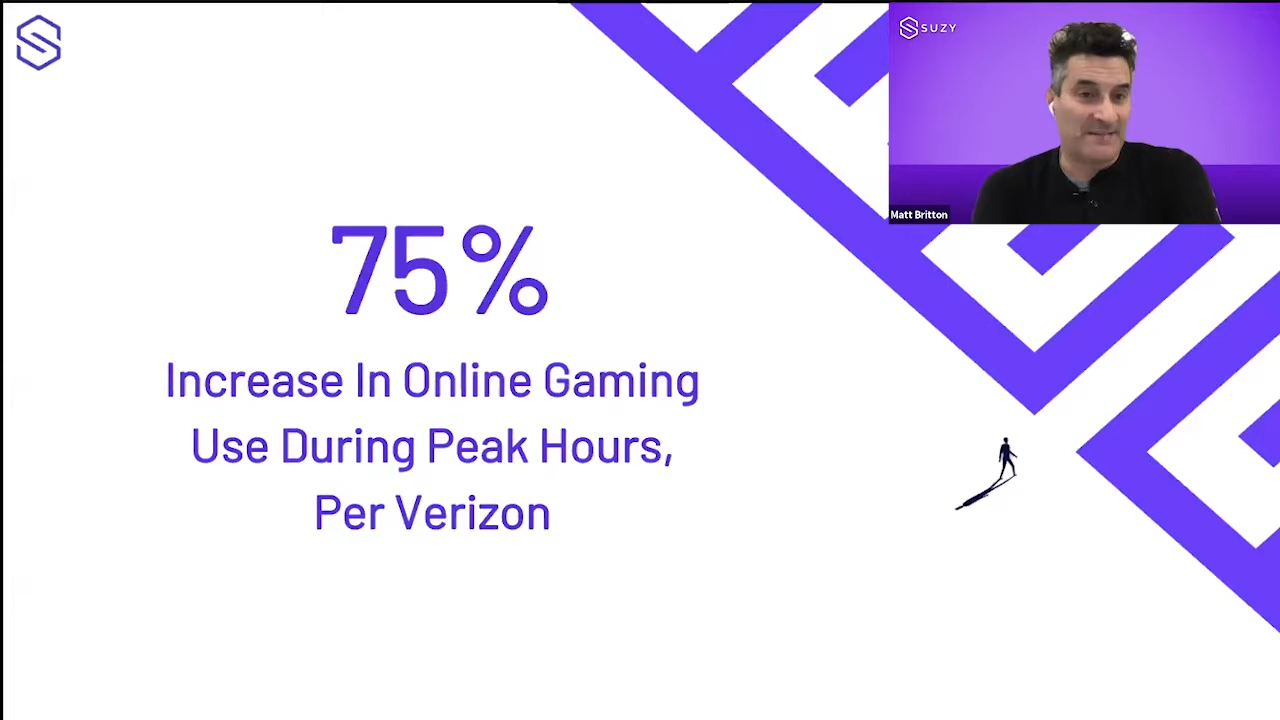 SUZY
Matt Britton
75%
Increase In Online Gaming
Use During Peak Hours,
Per Verizon